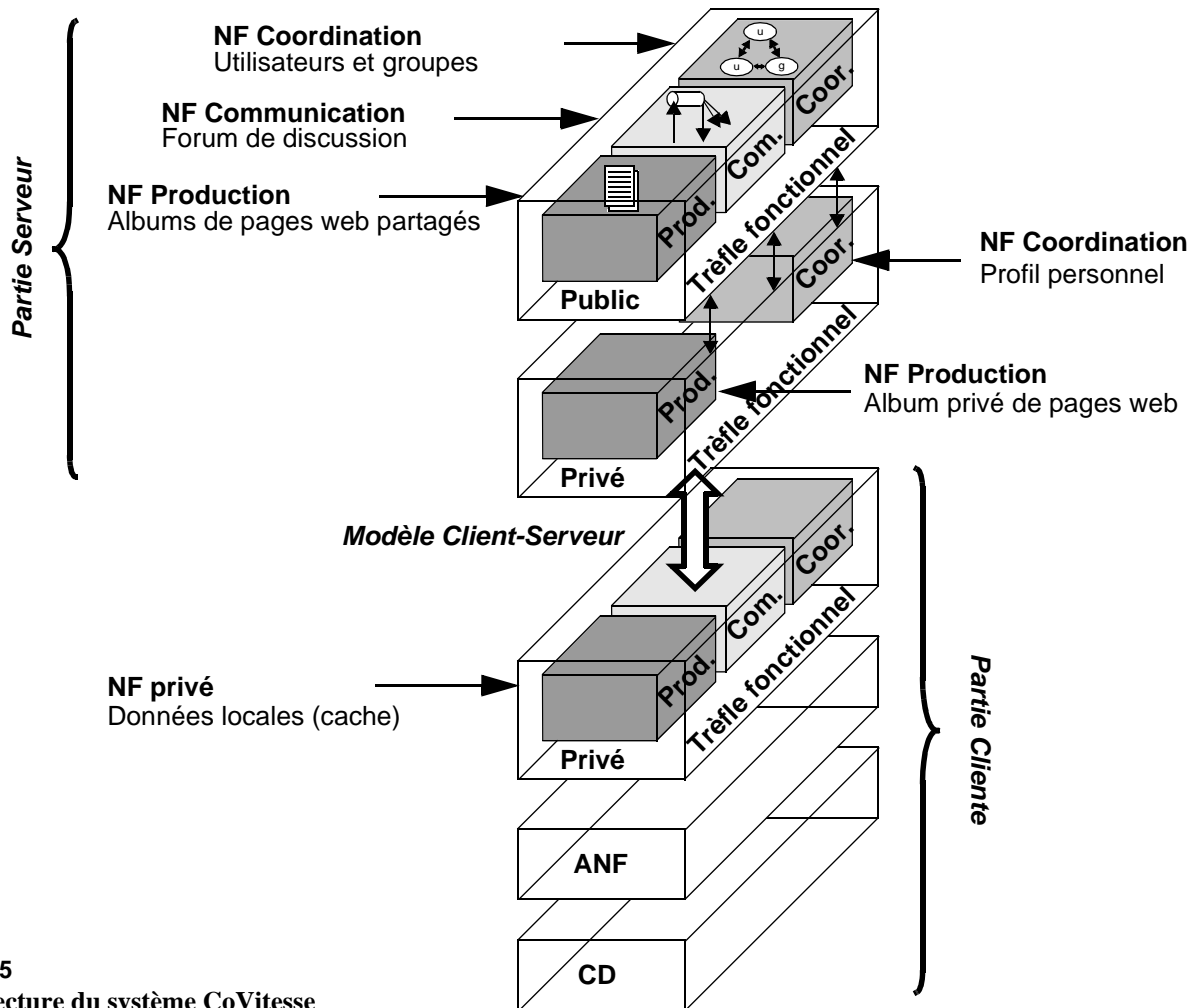 NF Coordination
Utilisateurs et groupes
NF Communication
Forum de discussion
NF Production
Albums de pages web partagés
Partie Serveur
u
u
g
Coor.
Com.
Prod.
Trèfle fonctionnel
Public
NF Coordination
Profil personnel
Coor.
NF Production
Album privé de pages web
Prod.
Trèfle fonctionnel
Privé
Modèle Client-Serveur
Coor.
Com.
Prod.
Trèfle fonctionnel
NF privé
Données locales (cache)
Privé
Partie Cliente
ANF
CD
5
ecture du système CoVitesse